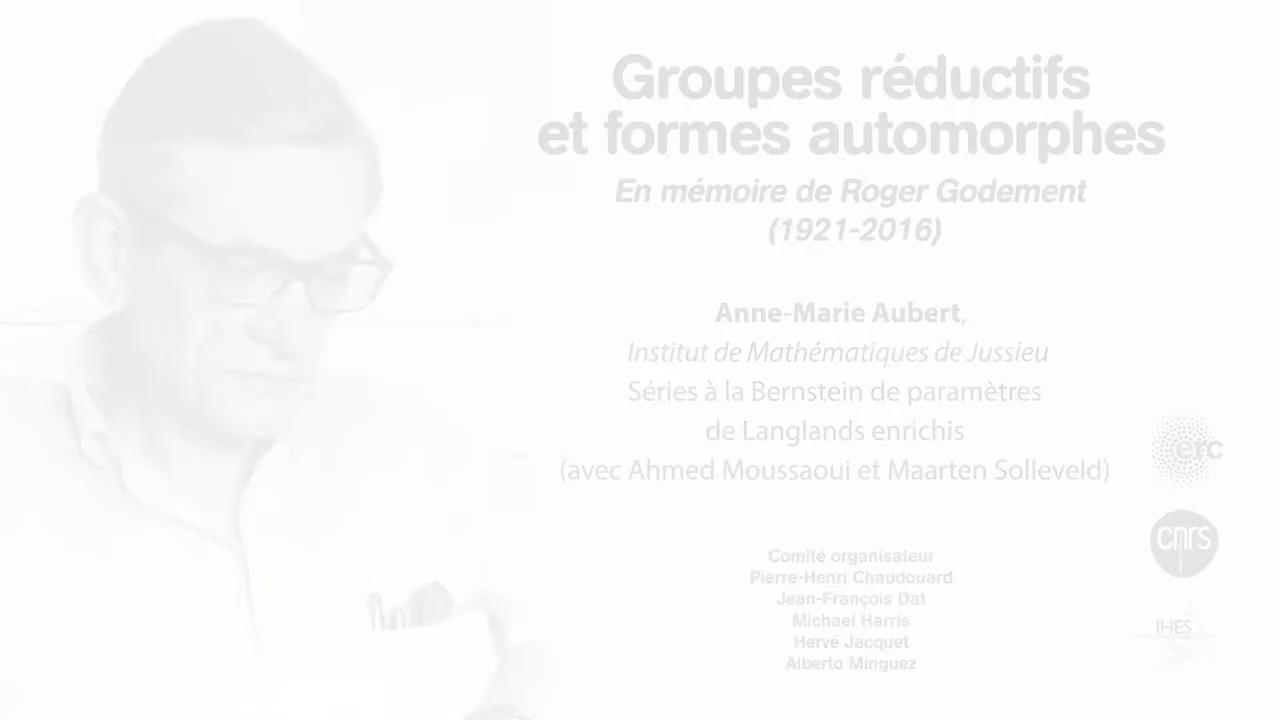 Groupes réductifs
et formes automorphes
En mémoire de Roger Godement
(1921-2016)
Anne-Marie Aubert,
Institut de Mathématiques de Jussieu
Séries à la Bernstein de paramètres
de Langlands enrichis
(avec Ahmed Moussaoui et Maarten Solleveld)
erc
cnrs
Comité organisateur
Pierre-Henri Chaudouard
Jean-François Dat
Michael Harris
Hervé Jacquet
Alberto Minguez
IHES